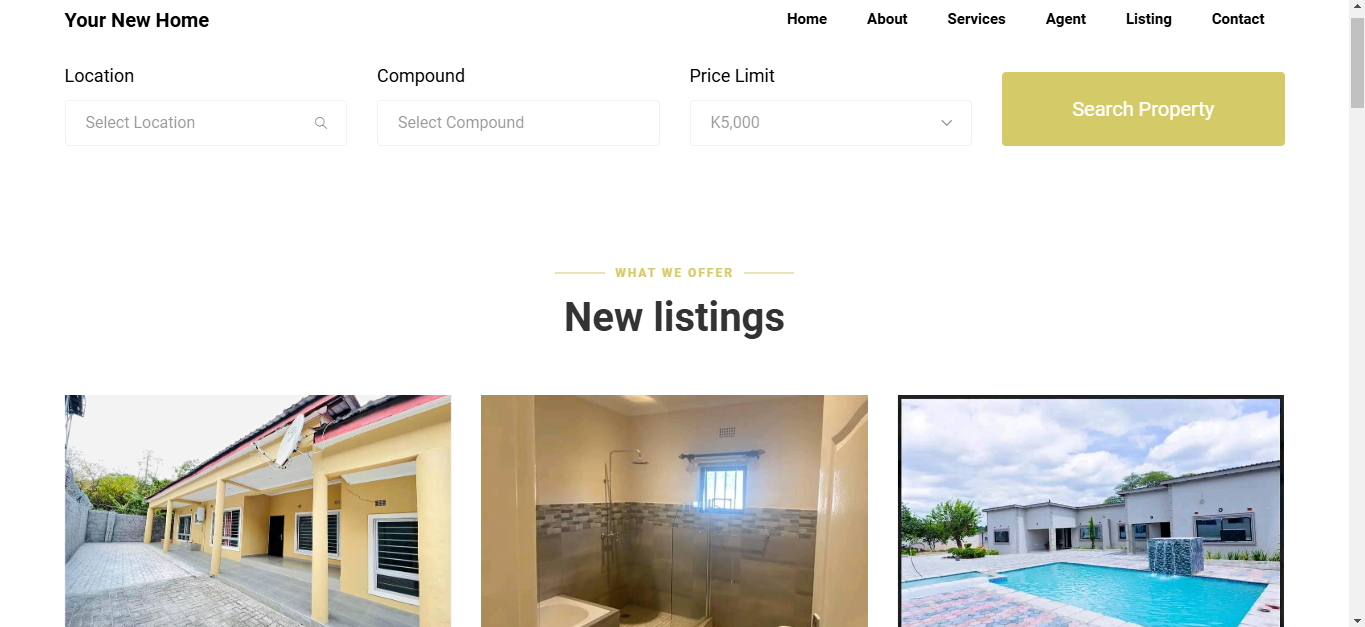 Your New Home
Home About Services Agent Listing Contact
Location
Select Location
Compound
Select Compound
Price Limit
K5,000
Search Property
WHAT WE OFFER
New listings